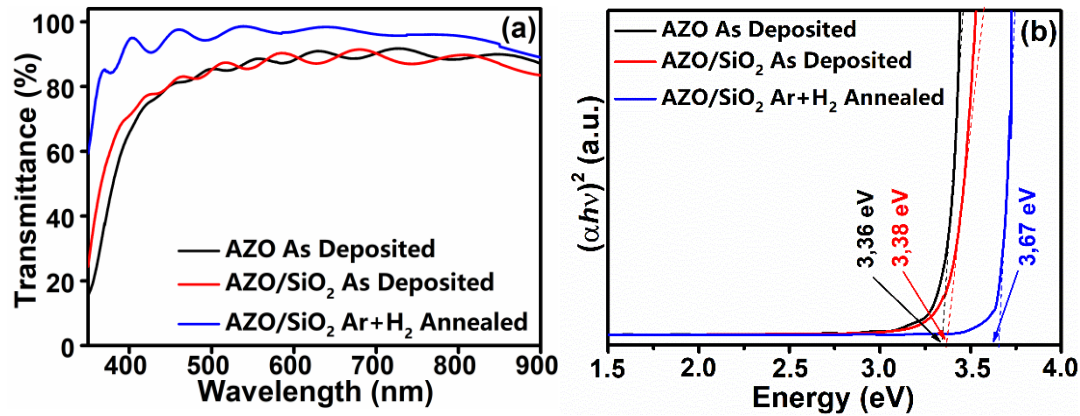 (a)
Transmittance (%)
100
80
60
40
20
0
AZO As Deposited
AZO/SiO₂ As Deposited
AZO/SiO₂ Ar+H₂ Annealed
400 500 600 700 800 900
Wavelength (nm)
(b)
(αhν)² (a.u.)
AZO As Deposited
AZO/SiO₂ As Deposited
AZO/SiO₂ Ar+H₂ Annealed
3,36 eV
3,38 eV
3,67 eV
1.5 2.0 2.5 3.0 3.5 4.0
Energy (eV)